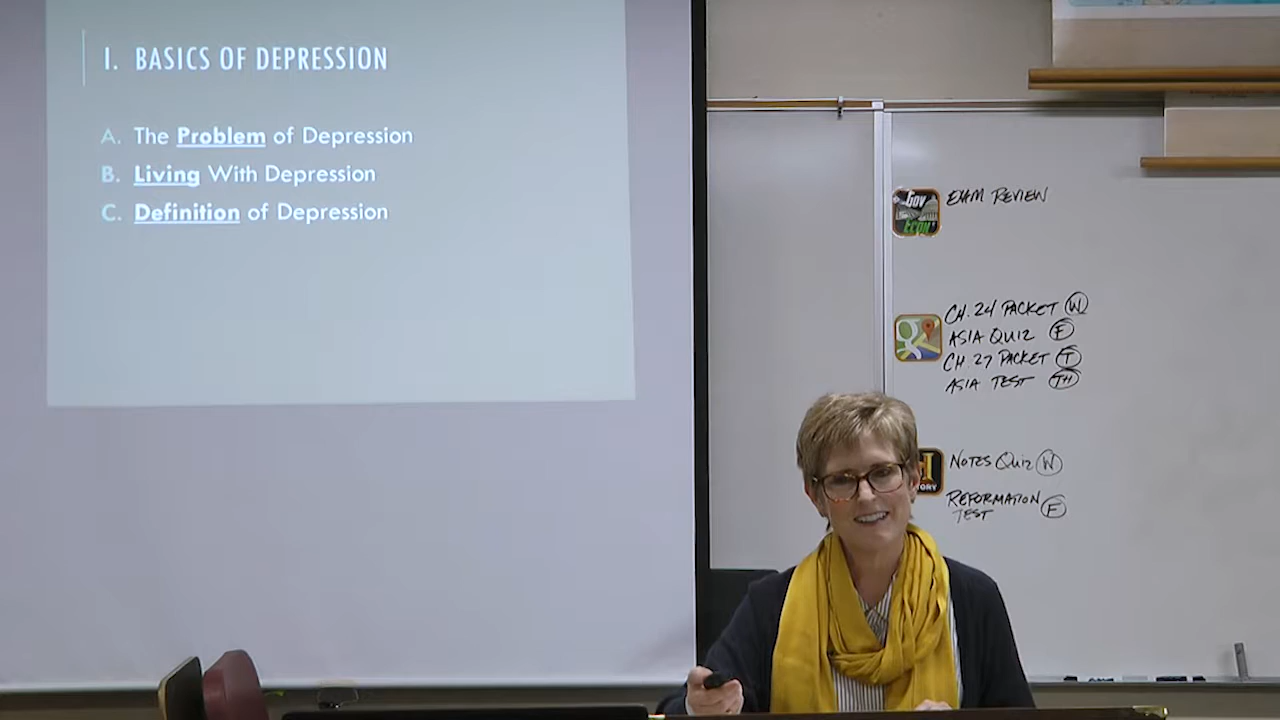 I. BASICS OF DEPRESSION
A. The Problem of Depression
B. Living With Depression
C. Definition of Depression
GOV
ECON
EXAM REVIEW
CH. 24 PACKET W
ASIA QUIZ F
CH. 27 PACKET T
ASIA TEST TH
NOTES QUIZ W
REFORMATION F
TEST